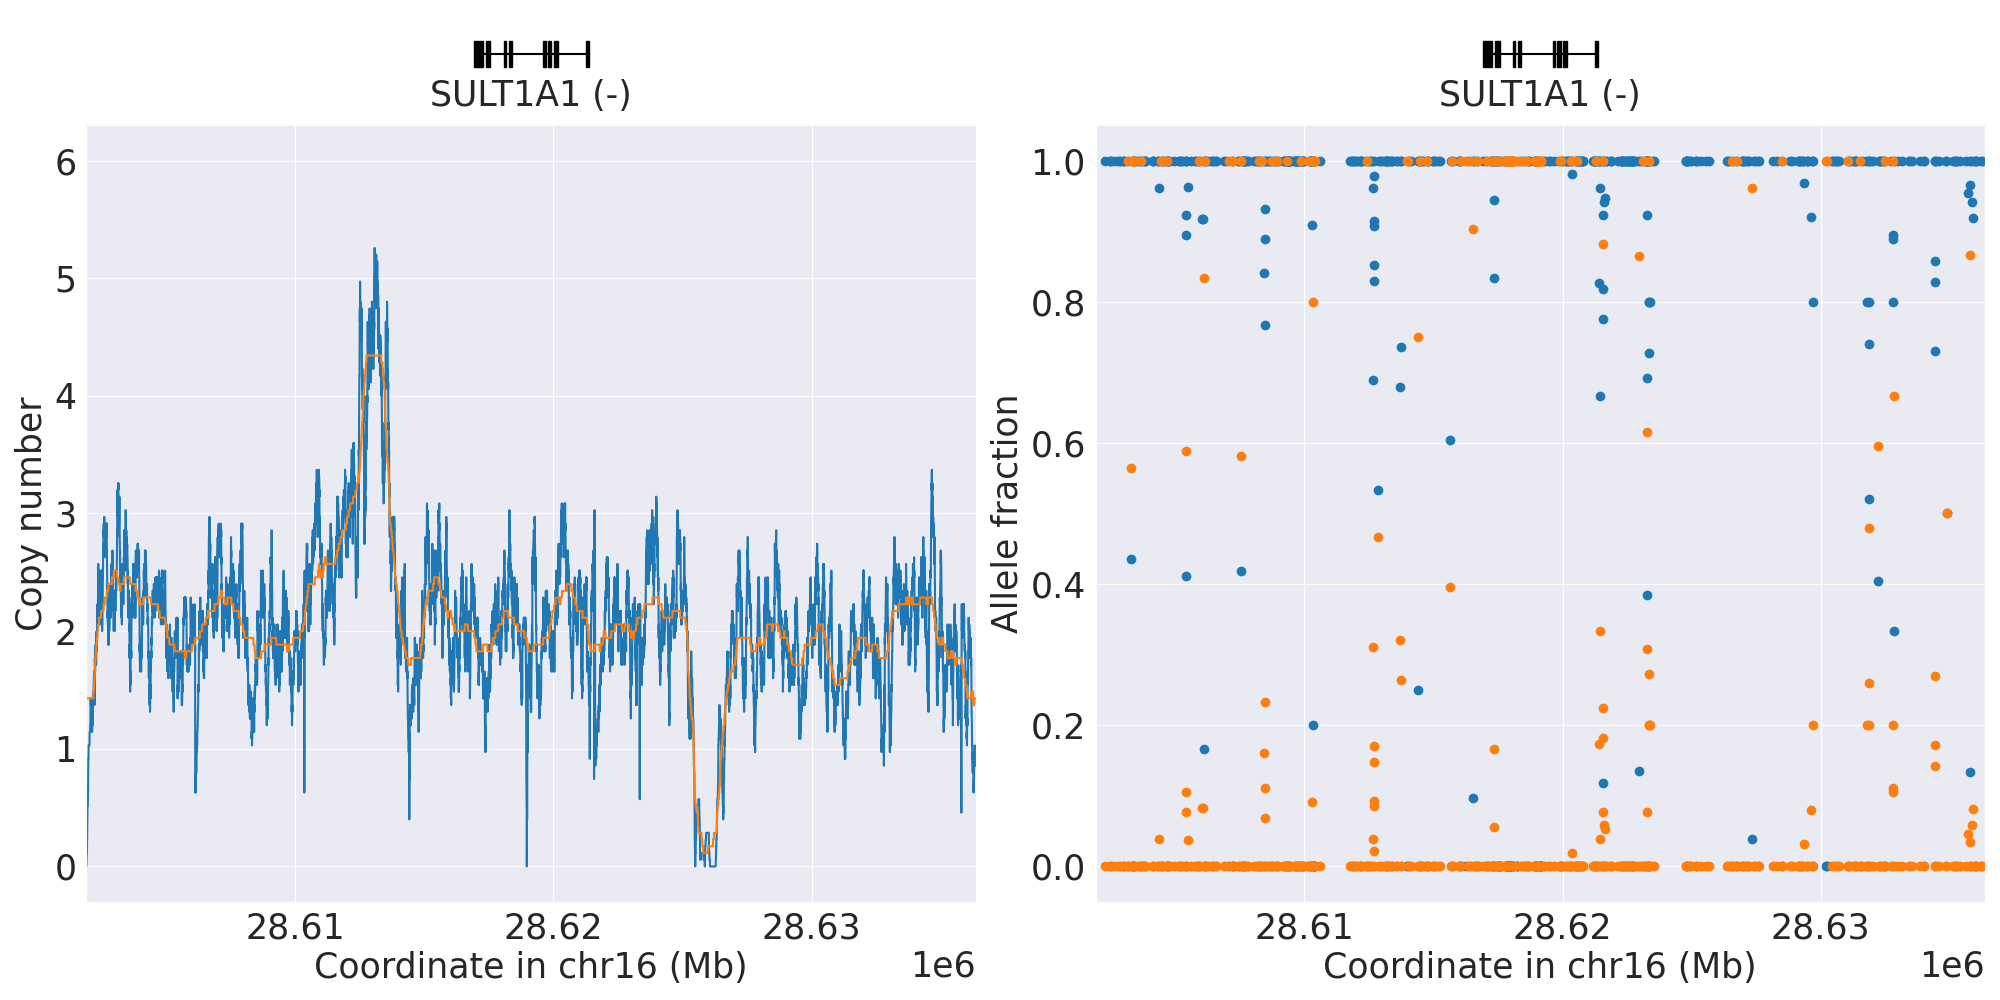 SULT1A1 (-)
6
5
4
3
2
1
0
Copy number
28.61
28.62
28.63
Coordinate in chr16 (Mb)
1e6
SULT1A1 (-)
1.0
0.8
0.6
0.4
0.2
0.0
Allele fraction
28.61
28.62
28.63
Coordinate in chr16 (Mb)
1e6